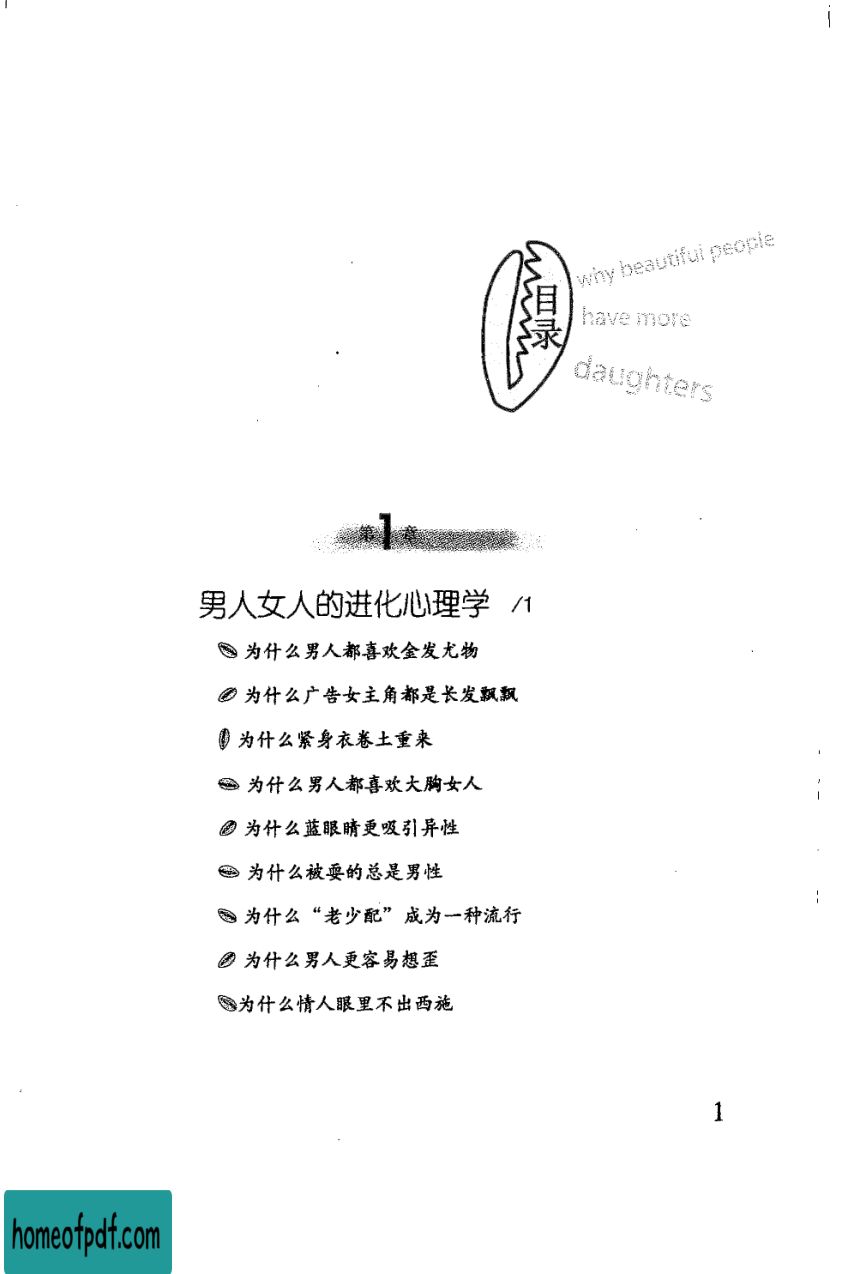 目录
why beautiful people
have more
daughters
第1章
男人女人的进化心理学 /1
为什么男人都喜欢金发尤物
为什么广告女主角都是长发飘飘
为什么紧身衣卷土重来
为什么男人都喜欢大胸女人
为什么蓝眼睛更吸引异性
为什么被耍的总是男性
为什么“老少配”成为一种流行
为什么男人更容易想歪
为什么情人眼里不出西施
1
homeofpdf.com